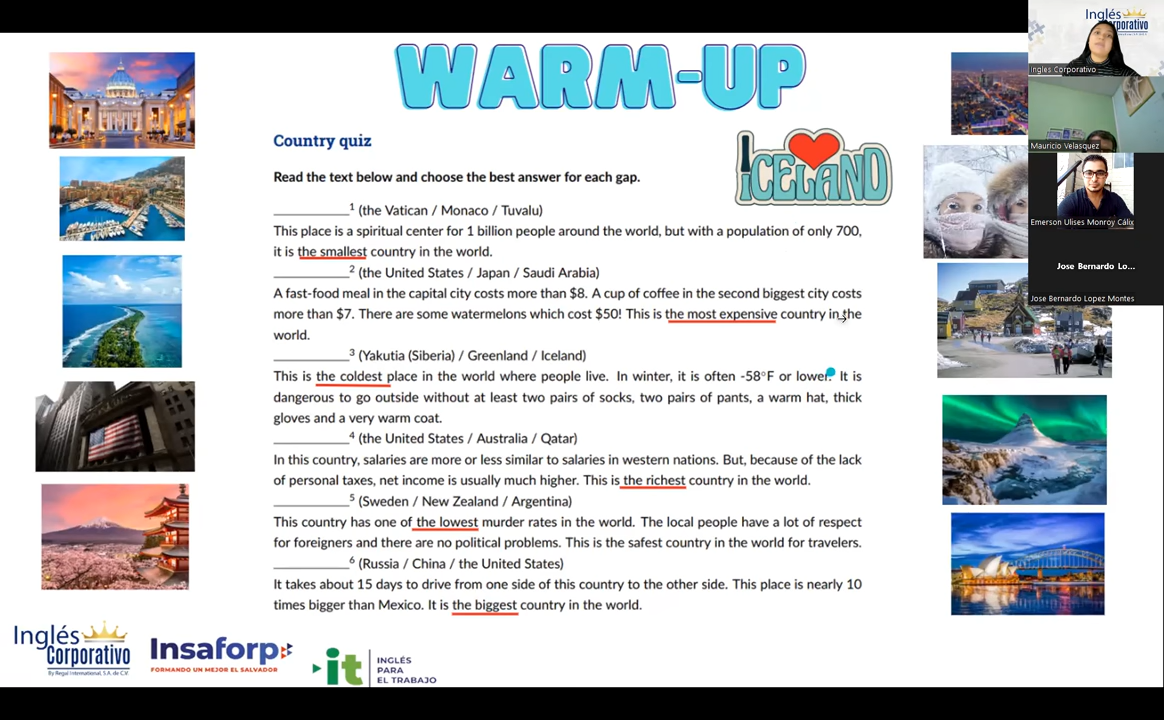 WARM-UP
Country quiz
I ICELAND
Read the text below and choose the best answer for each gap.
____________1 (the Vatican / Monaco / Tuvalu)
This place is a spiritual center for 1 billion people around the world, but with a population of only 700,
it is the smallest country in the world.
____________2 (the United States / Japan / Saudi Arabia)
A fast-food meal in the capital city costs more than $8. A cup of coffee in the second biggest city costs
more than $7. There are some watermelons which cost $50! This is the most expensive country in the
world.
____________3 (Yakutia (Siberia) / Greenland / Iceland)
This is the coldest place in the world where people live. In winter, it is often -58°F or lower. It is
dangerous to go outside without at least two pairs of socks, two pairs of pants, a warm hat, thick
gloves and a very warm coat.
____________4 (the United States / Australia / Qatar)
In this country, salaries are more or less similar to salaries in western nations. But, because of the lack
of personal taxes, net income is usually much higher. This is the richest country in the world.
____________5 (Sweden / New Zealand / Argentina)
This country has one of the lowest murder rates in the world. The local people have a lot of respect
for foreigners and there are no political problems. This is the safest country in the world for travelers.
____________6 (Russia / China / the United States)
It takes about 15 days to drive from one side of this country to the other side. This place is nearly 10
times bigger than Mexico. It is the biggest country in the world.
Inglés
Corporativo
By Regal International, S.A. de C.V.
Insaforp
FORMANDO UN MEJOR EL SALVADOR
it
INGLÉS
PARA
EL TRABAJO
Inglés
Corporativo
Ingles Corporativo
Mauricio Velasquez
Emerson Ulises Monroy Cálix
Jose Bernardo Lo...
Jose Bernardo Lopez Montes